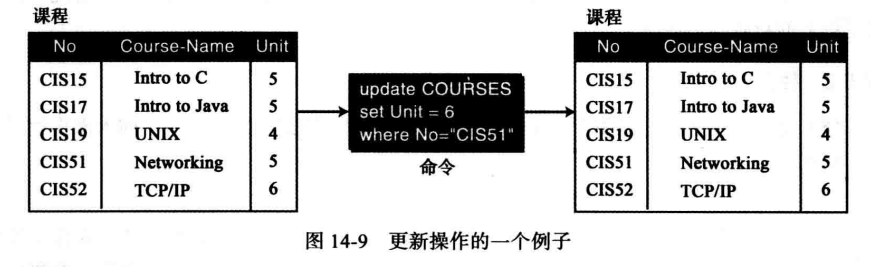 课程
No Course-Name Unit
CIS15 Intro to C 5
CIS17 Intro to Java 5
CIS19 UNIX 4
CIS51 Networking 5
CIS52 TCP/IP 6
update COURSES
set Unit = 6
where No="CIS51"
命令
课程
No Course-Name Unit
CIS15 Intro to C 5
CIS17 Intro to Java 5
CIS19 UNIX 4
CIS51 Networking 5
CIS52 TCP/IP 6
图 14-9 更新操作的一个例子